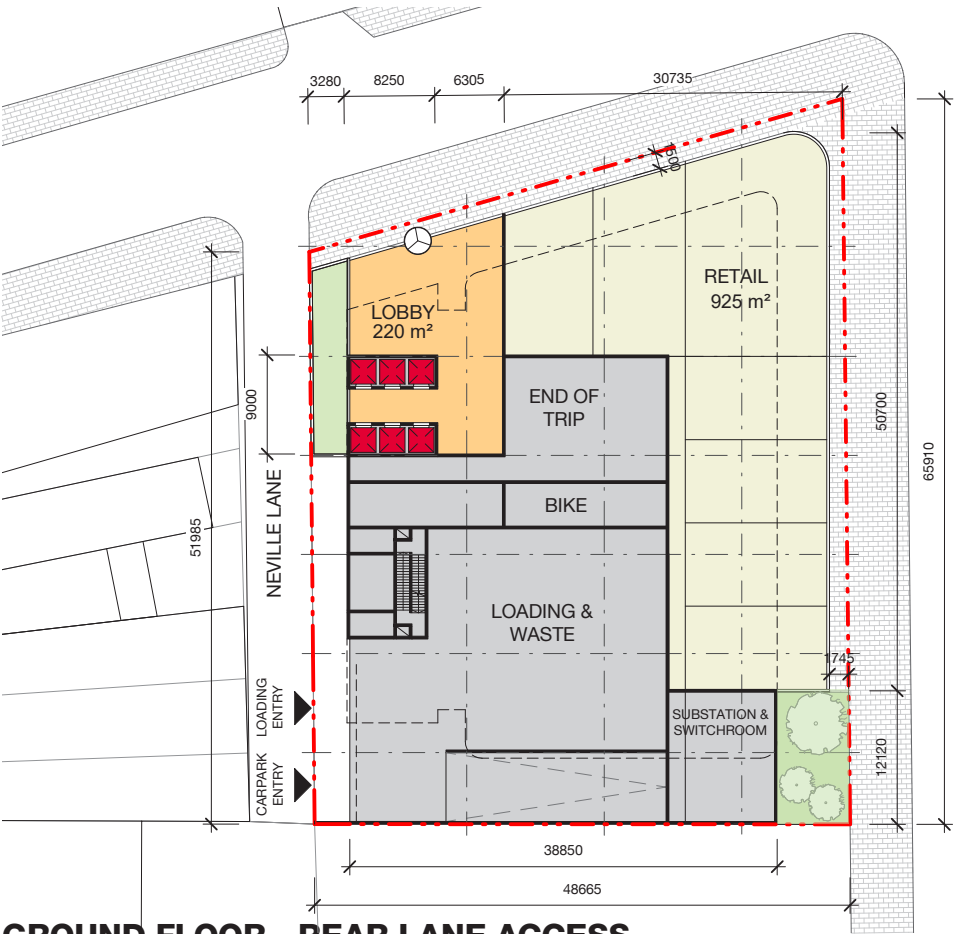 3280 8250 6305 30735
1500
RETAIL
925 m²
LOBBY
220 m²
END OF
TRIP
9000
50700
65910
51985
NEVILLE LANE
BIKE
LOADING &
WASTE
1745
LOADING
ENTRY
SUBSTATION &
SWITCHROOM
CARPARK
ENTRY
12120
38850
48665
GROUND FLOOR - REAR LANE ACCESS